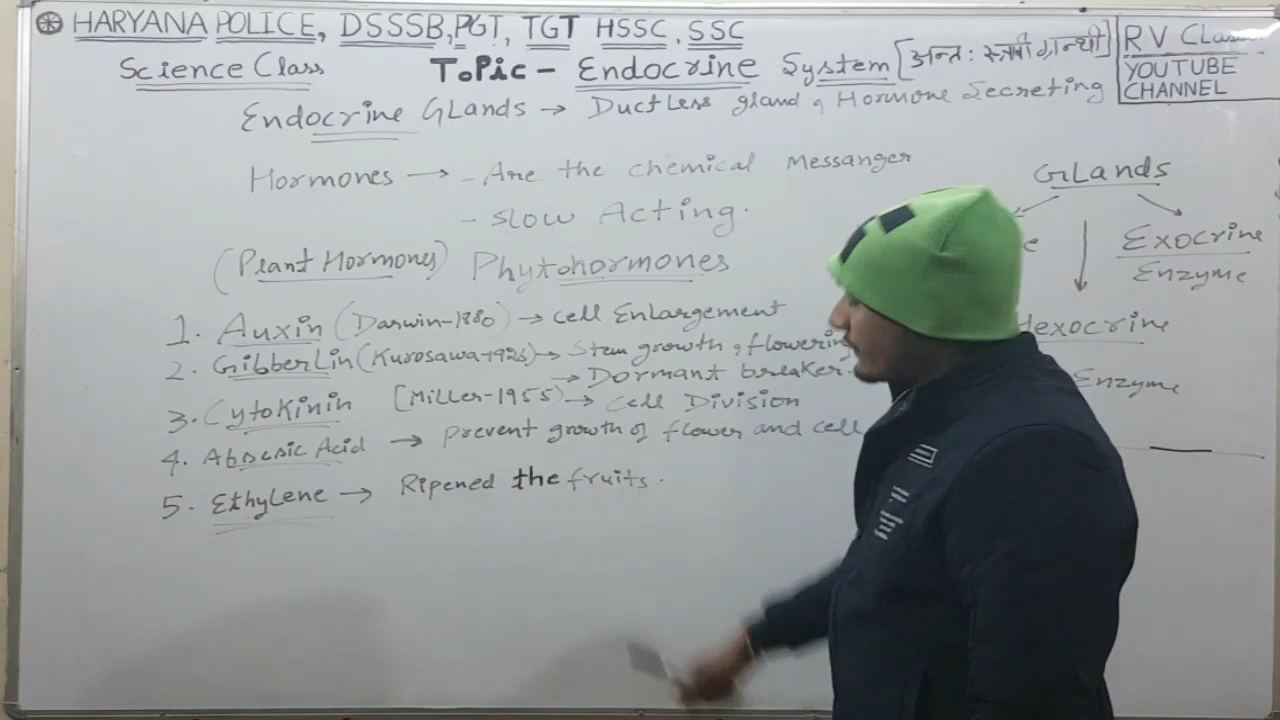 HARYANA POLICE, DSSSB, PGT, TGT HSSC, SSC
Science Class
Topic - Endocrine System [अन्त: स्त्रावी ग्रन्थी]
RV Class
YOUTUBE
CHANNEL
Endocrine Glands → Ductless gland, Hormone Secreting
Hormones → - Are the chemical Messanger
- Slow Acting.
(Plant Hormones) Phytohormones
1. Auxin (Darwin-1880) → cell Enlargement
2. Gibberlin (Kurosawa-1926) → Stem growth, flowering
→ Dormant breaker
3. Cytokinin [Miller-1955) → Cell Division
4. Absesic Acid → prevent growth of flower and cell
5. Ethylene → Ripened the fruits.
Glands
Exocrine
Enzyme
Hexocrine
Enzyme